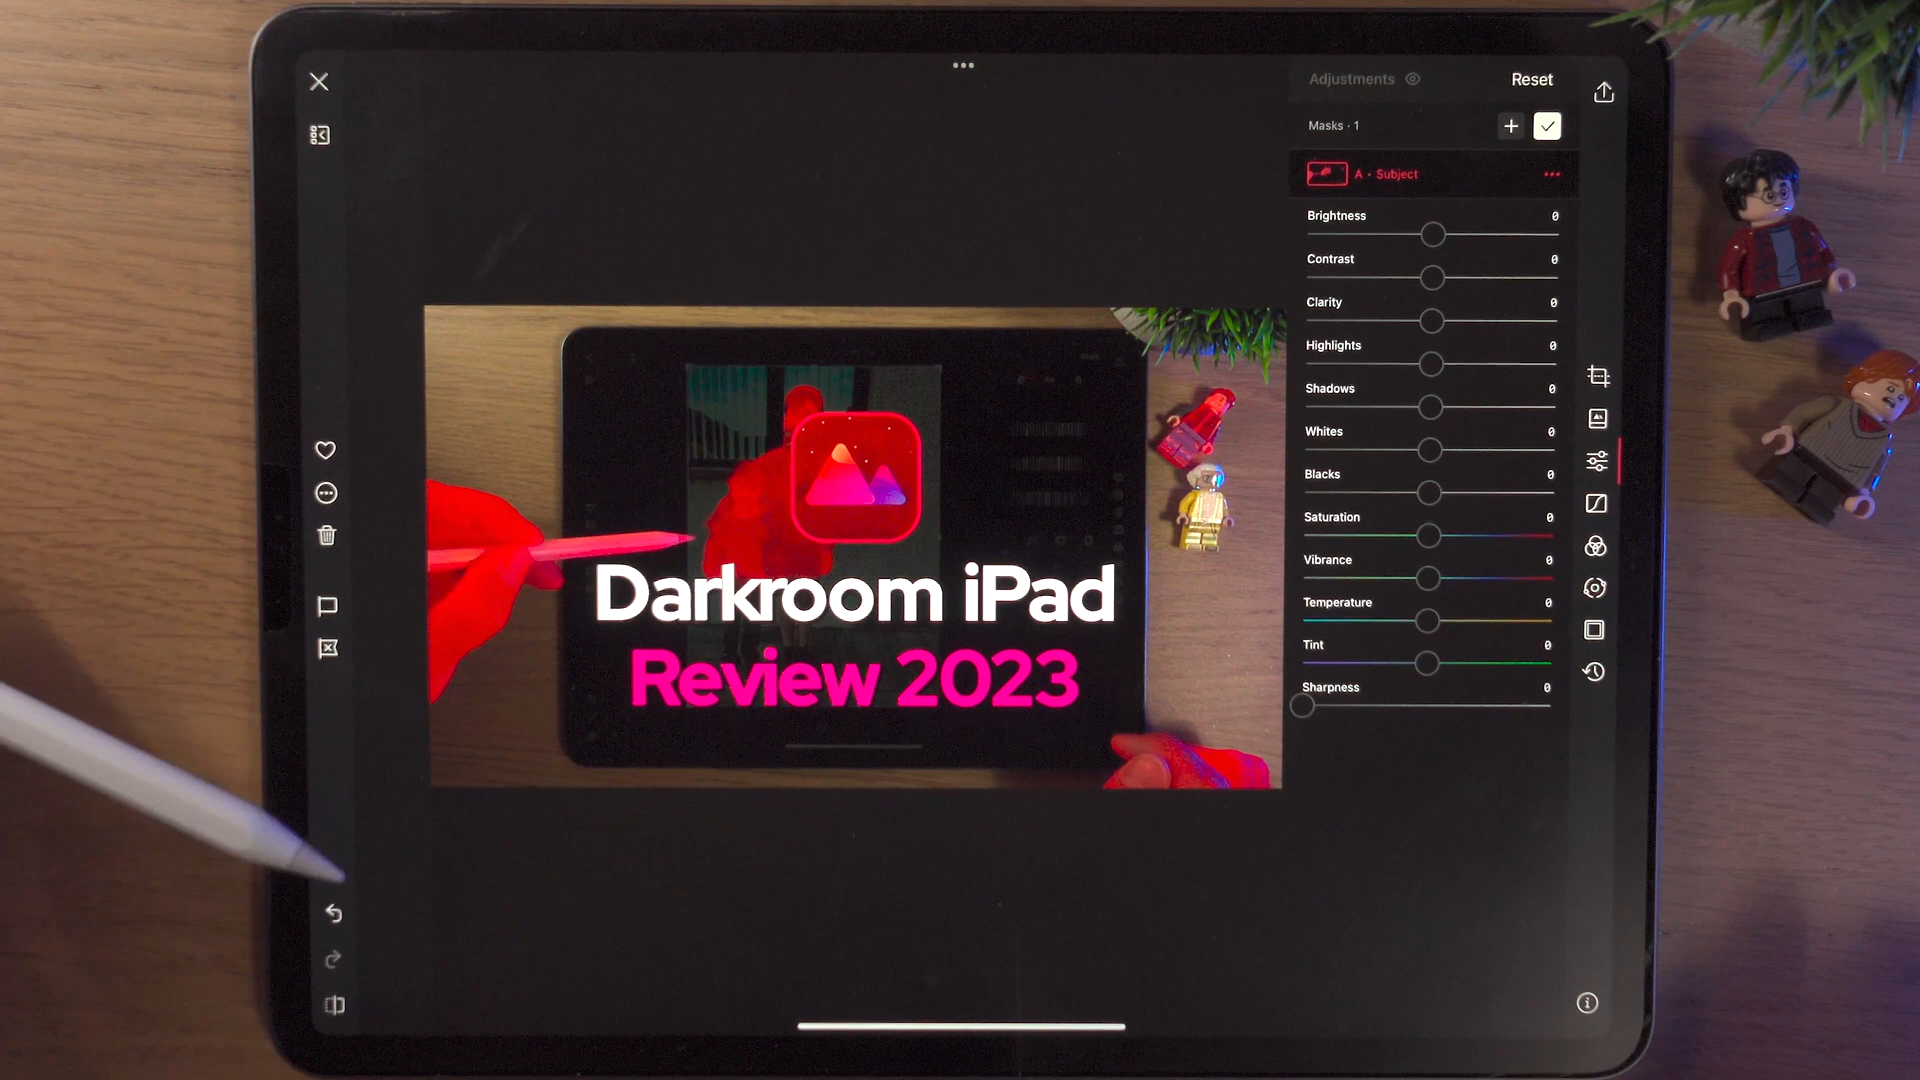 Adjustments
Reset
Masks · 1
A · Subject
Brightness 0
Contrast 0
Clarity 0
Highlights 0
Shadows 0
Whites 0
Blacks 0
Saturation 0
Vibrance 0
Temperature 0
Tint 0
Sharpness 0
Darkroom iPad
Review 2023